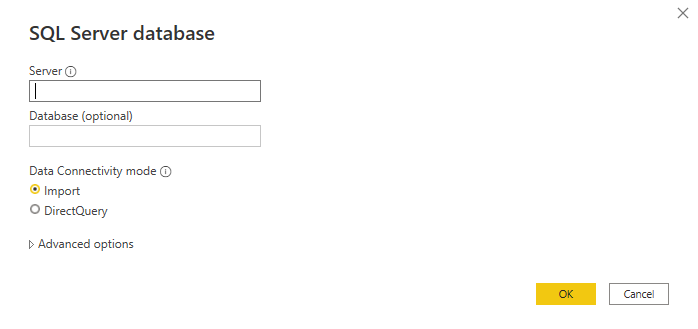 SQL Server database
Server
Database (optional)
Data Connectivity mode
Import
DirectQuery
Advanced options
OK
Cancel